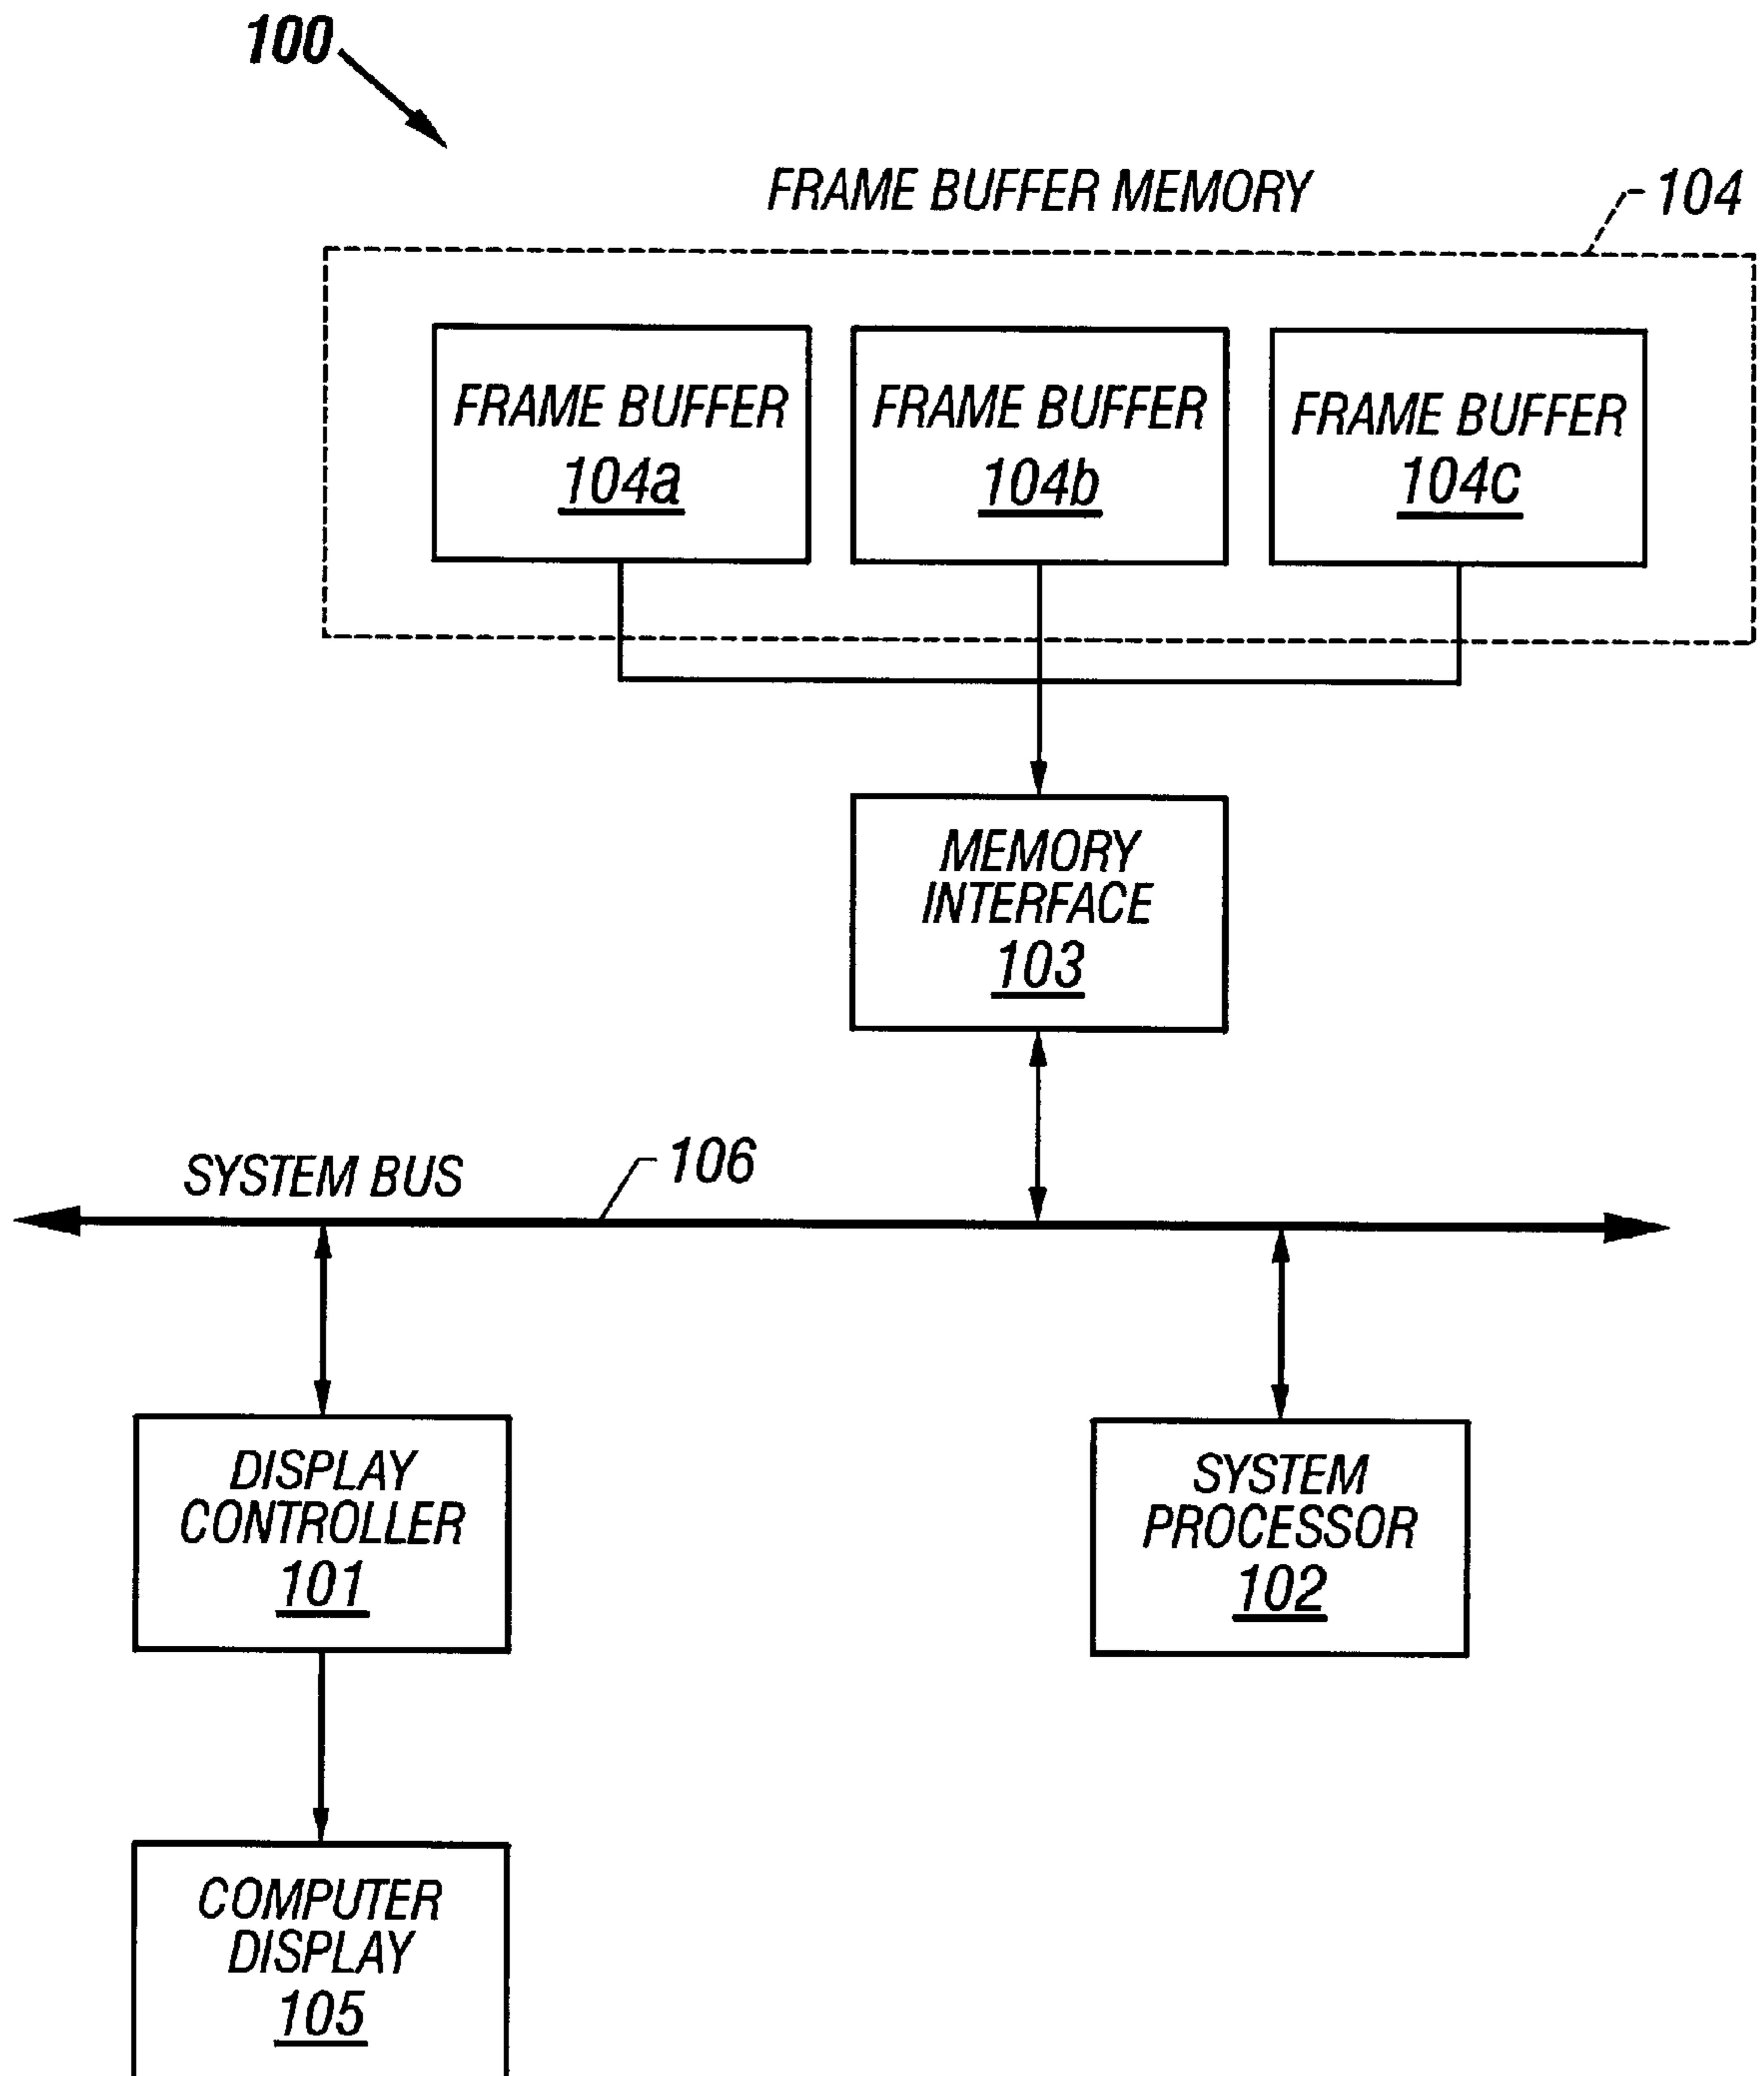 100
FRAME BUFFER MEMORY
104
FRAME BUFFER
104a
FRAME BUFFER
104b
FRAME BUFFER
104c
MEMORY
INTERFACE
103
SYSTEM BUS
106
DISPLAY
CONTROLLER
101
SYSTEM
PROCESSOR
102
COMPUTER
DISPLAY
105